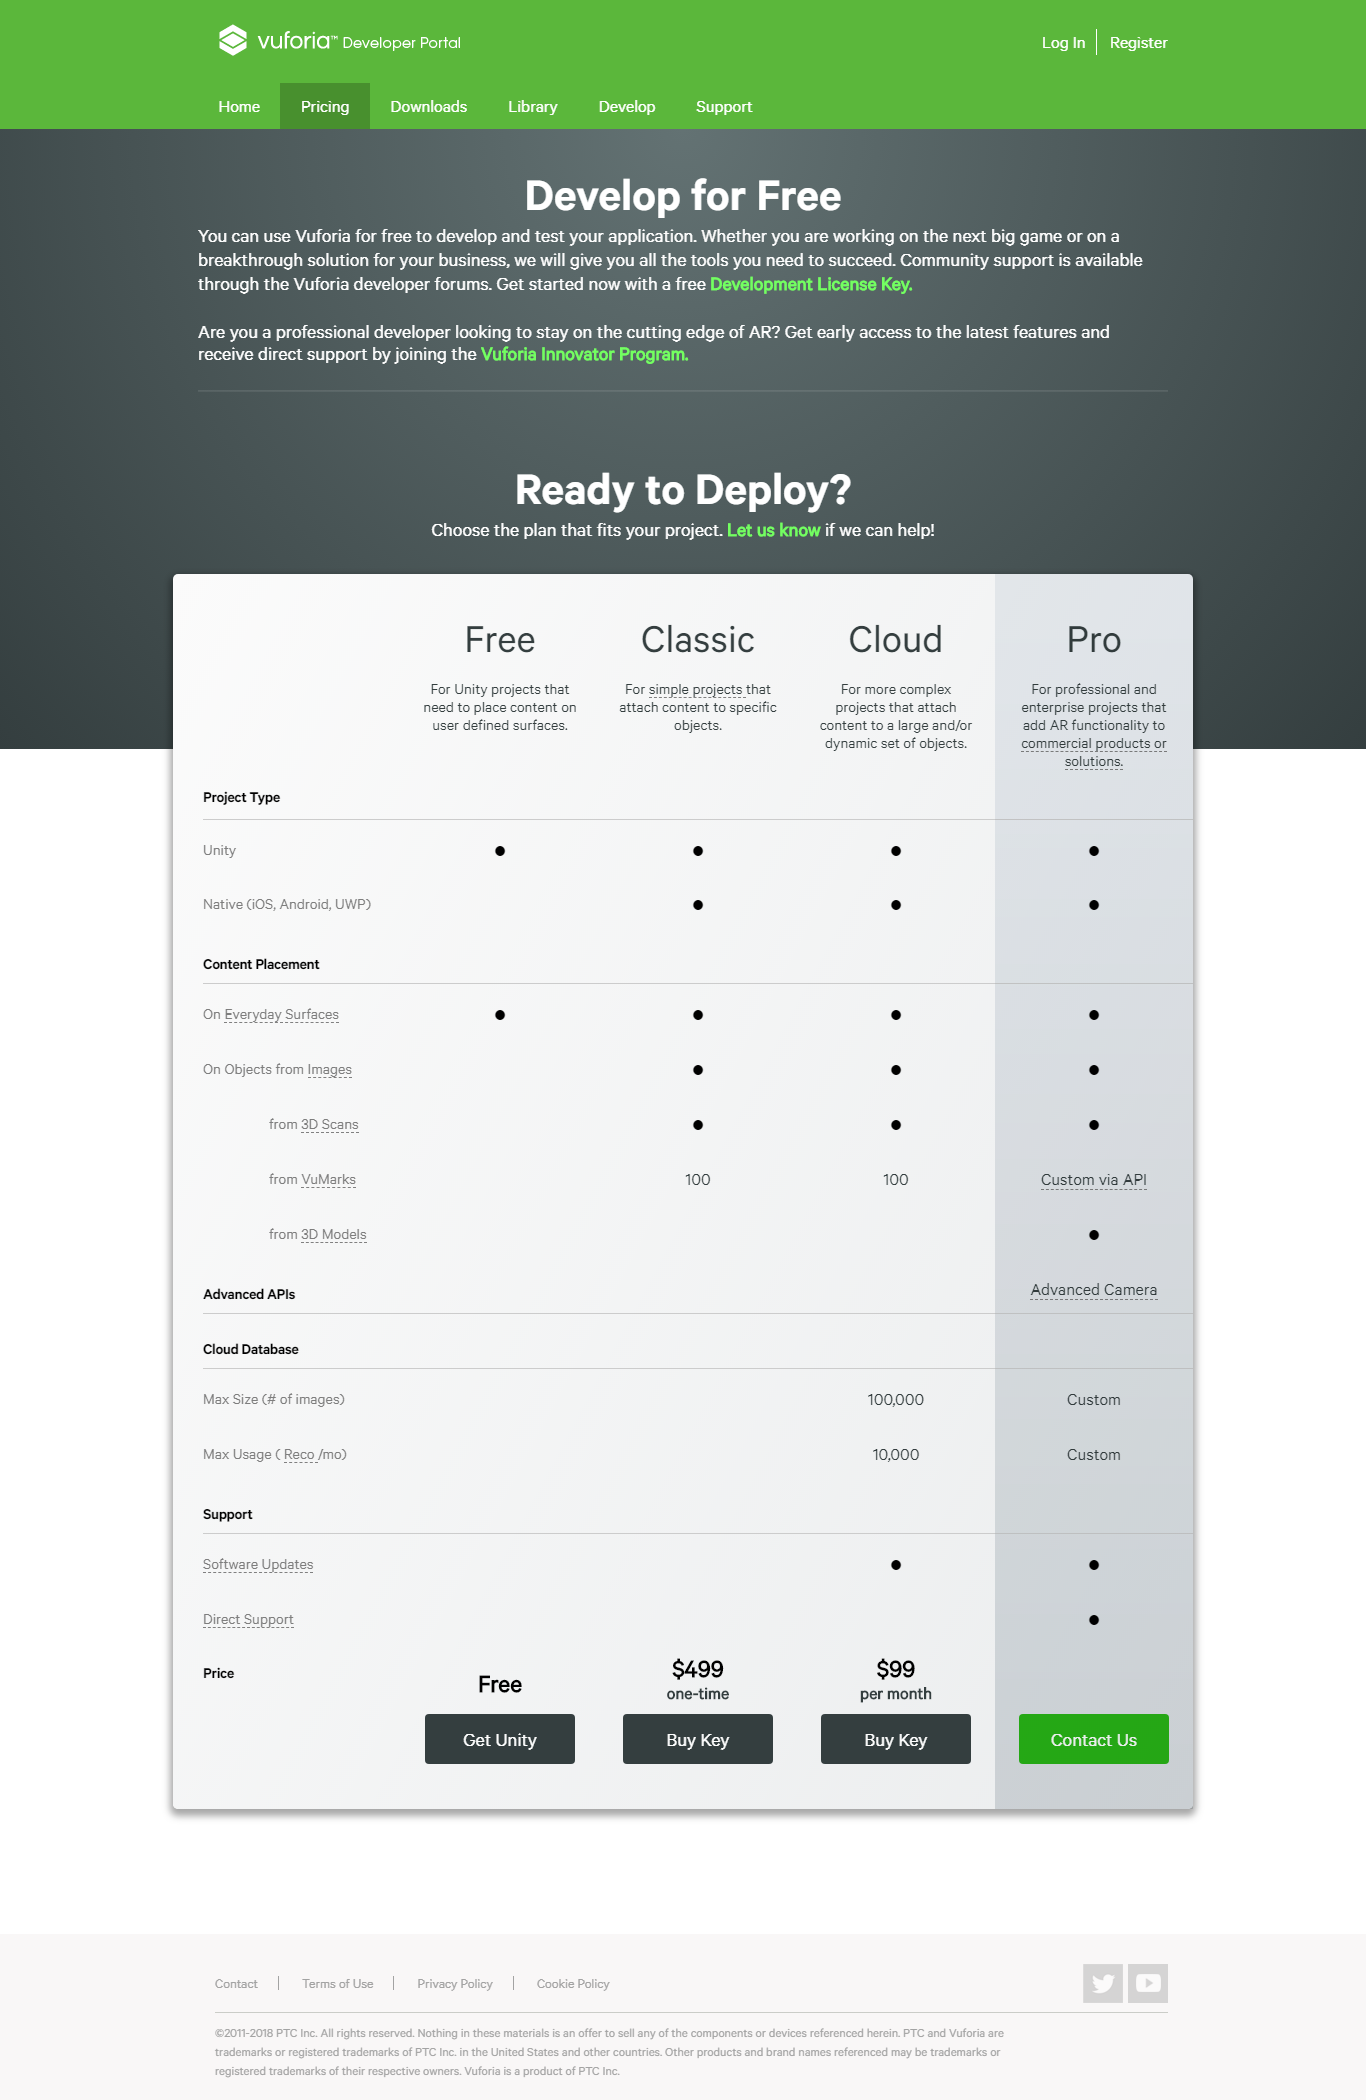 vuforia™ Developer Portal
Log In
Register
Home
Pricing
Downloads
Library
Develop
Support
Develop for Free
You can use Vuforia for free to develop and test your application. Whether you are working on the next big game or on a
breakthrough solution for your business, we will give you all the tools you need to succeed. Community support is available
through the Vuforia developer forums. Get started now with a free Development License Key.
Are you a professional developer looking to stay on the cutting edge of AR? Get early access to the latest features and
receive direct support by joining the Vuforia Innovator Program.
Ready to Deploy?
Choose the plan that fits your project. Let us know if we can help!
Free
For Unity projects that
need to place content on
user defined surfaces.
Classic
For simple projects that
attach content to specific
objects.
Cloud
For more complex
projects that attach
content to a large and/or
dynamic set of objects.
Pro
For professional and
enterprise projects that
add AR functionality to
commercial products or
solutions.
Project Type
Unity ● ● ● ●
Native (iOS, Android, UWP) ● ● ●
Content Placement
On Everyday Surfaces ● ● ● ●
On Objects from Images ● ● ●
from 3D Scans ● ● ●
from VuMarks 100 100 Custom via API
from 3D Models ●
Advanced APIs Advanced Camera
Cloud Database
Max Size (# of images) 100,000 Custom
Max Usage ( Reco /mo) 10,000 Custom
Support
Software Updates ● ●
Direct Support ●
Price
Free
$499
one-time
$99
per month
Get Unity
Buy Key
Buy Key
Contact Us
Contact
Terms of Use
Privacy Policy
Cookie Policy
©2011-2018 PTC Inc. All rights reserved. Nothing in these materials is an offer to sell any of the components or devices referenced herein. PTC and Vuforia are
trademarks or registered trademarks of PTC Inc. in the United States and other countries. Other products and brand names referenced may be trademarks or
registered trademarks of their respective owners. Vuforia is a product of PTC Inc.